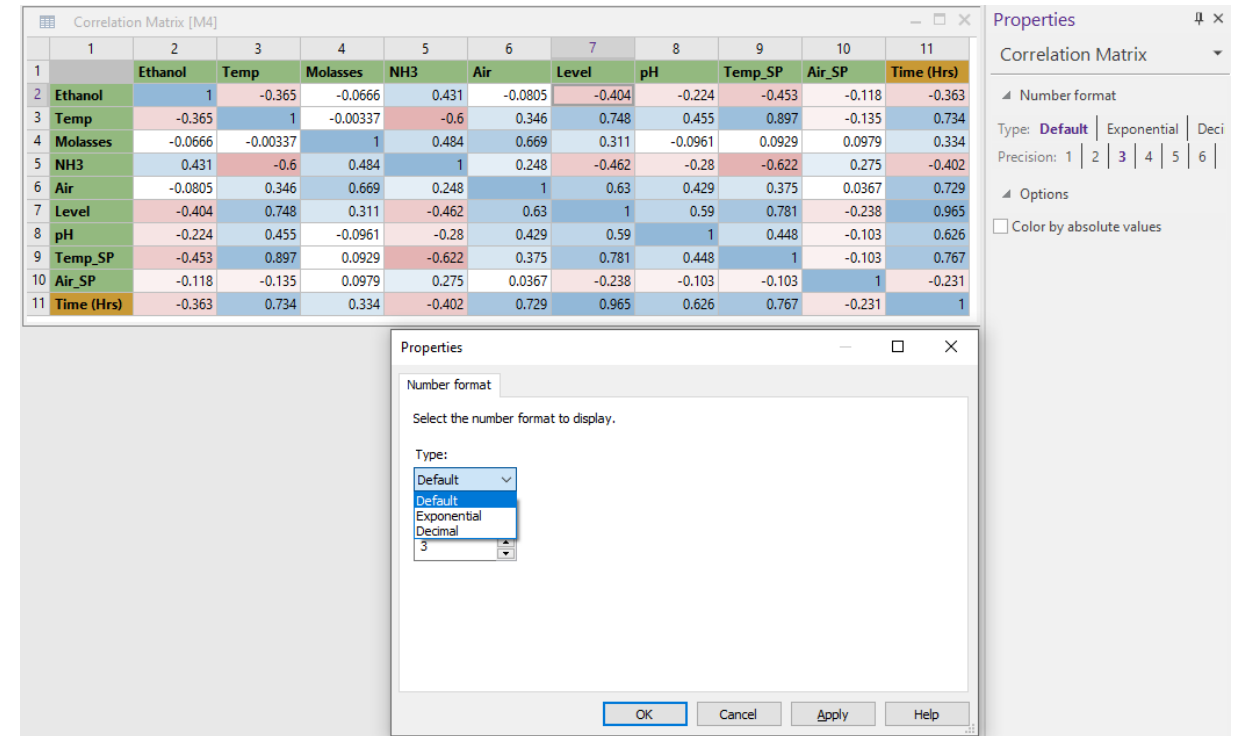 Correlation Matrix [M4]
1 2 3 4 5 6 7 8 9 10 11
1 Ethanol Temp Molasses NH3 Air Level pH Temp_SP Air_SP Time (Hrs)
2 Ethanol 1 -0.365 -0.0666 0.431 -0.0805 -0.404 -0.224 -0.453 -0.118 -0.363
3 Temp -0.365 1 -0.00337 -0.6 0.346 0.748 0.455 0.897 -0.135 0.734
4 Molasses -0.0666 -0.00337 1 0.484 0.669 0.311 -0.0961 0.0929 0.0979 0.334
5 NH3 0.431 -0.6 0.484 1 0.248 -0.462 -0.28 -0.622 0.275 -0.402
6 Air -0.0805 0.346 0.669 0.248 1 0.63 0.429 0.375 0.0367 0.729
7 Level -0.404 0.748 0.311 -0.462 0.63 1 0.59 0.781 -0.238 0.965
8 pH -0.224 0.455 -0.0961 -0.28 0.429 0.59 1 0.448 -0.103 0.626
9 Temp_SP -0.453 0.897 0.0929 -0.622 0.375 0.781 0.448 1 -0.103 0.767
10 Air_SP -0.118 -0.135 0.0979 0.275 0.0367 -0.238 -0.103 -0.103 1 -0.231
11 Time (Hrs) -0.363 0.734 0.334 -0.402 0.729 0.965 0.626 0.767 -0.231 1
Properties
Correlation Matrix
Number format
Type: Default Exponential Deci
Precision: 1 2 3 4 5 6
Options
Color by absolute values
Properties
Number format
Select the number format to display.
Type:
Default
Default
Exponential
Decimal
3
OK Cancel Apply Help